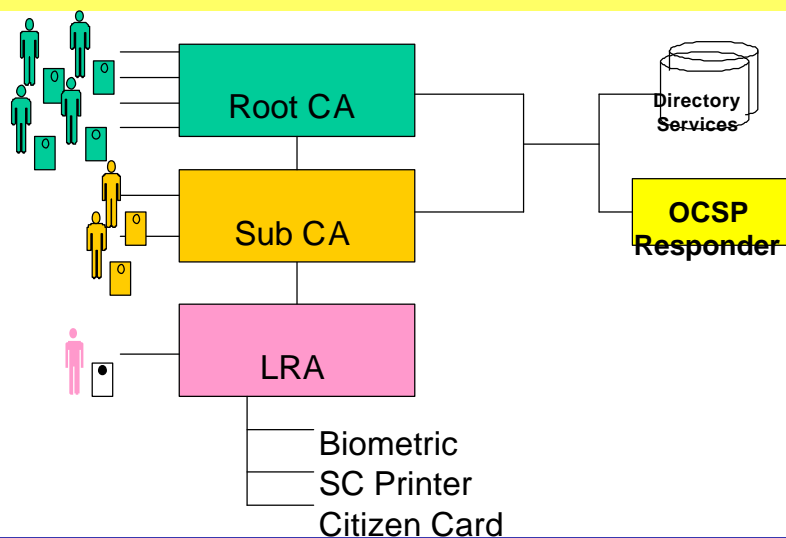 Root CA
Directory
Services
Sub CA
OCSP
Responder
LRA
Biometric
SC Printer
Citizen Card